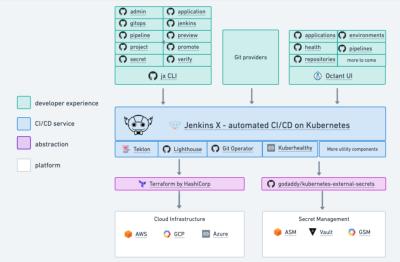 admin
application
gitops
jenkins
pipeline
preview
project
promote
secret
verify
jx CLI
Git providers
applications
environments
health
pipelines
repositories
more to come
Octant UI
developer experience
CI/CD service
abstraction
platform
Jenkins X - automated CI/CD on Kubernetes
Tekton
Lighthouse
Git Operator
Kuberhealthy
More utility components
Terraform by HashiCorp
godaddy/kubernetes-external-secrets
Cloud Infrastructure
AWS
GCP
Azure
Secret Management
ASM
Vault
GSM